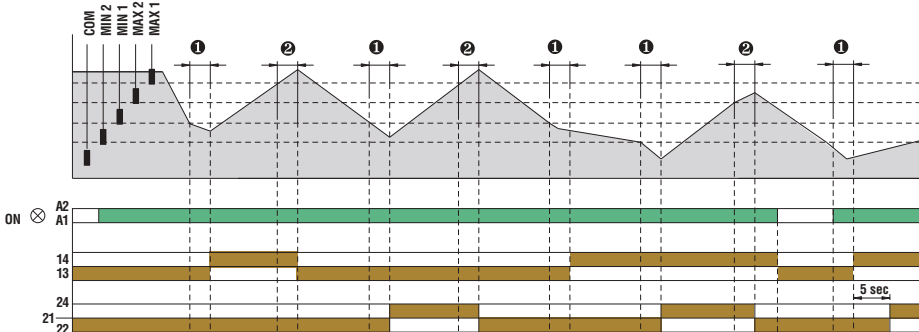 COM
MIN 2
MIN 1
MAX 2
MAX 1
❶ ❷ ❶ ❷ ❶ ❶ ❷ ❶
A2
ON A1
14
13
5 sec
24
21
22